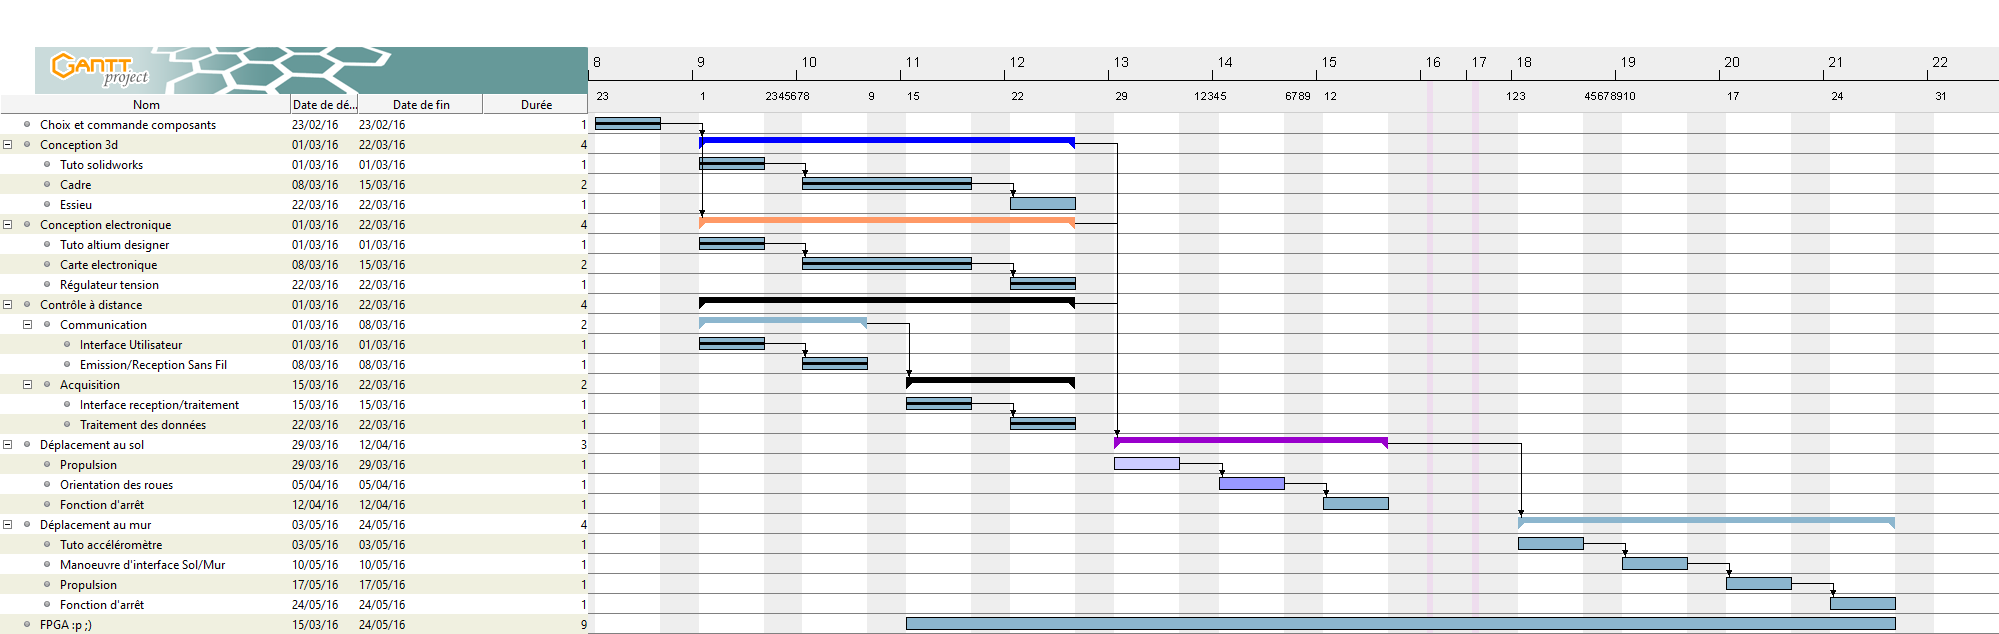 GANTT
project
8 9 10 11 12 13 14 15 16 17 18 19 20 21 22
23 1 2345678 9 15 22 29 12345 6789 12 123 45678910 17 24 31
Nom Date de dé... Date de fin Durée
Choix et commande composants 23/02/16 23/02/16 1
Conception 3d 01/03/16 22/03/16 4
Tuto solidworks 01/03/16 01/03/16 1
Cadre 08/03/16 15/03/16 2
Essieu 22/03/16 22/03/16 1
Conception electronique 01/03/16 22/03/16 4
Tuto altium designer 01/03/16 01/03/16 1
Carte electronique 08/03/16 15/03/16 2
Régulateur tension 22/03/16 22/03/16 1
Contrôle à distance 01/03/16 22/03/16 4
Communication 01/03/16 08/03/16 2
Interface Utilisateur 01/03/16 01/03/16 1
Emission/Reception Sans Fil 08/03/16 08/03/16 1
Acquisition 15/03/16 22/03/16 2
Interface reception/traitement 15/03/16 15/03/16 1
Traitement des données 22/03/16 22/03/16 1
Déplacement au sol 29/03/16 12/04/16 3
Propulsion 29/03/16 29/03/16 1
Orientation des roues 05/04/16 05/04/16 1
Fonction d'arrêt 12/04/16 12/04/16 1
Déplacement au mur 03/05/16 24/05/16 4
Tuto accéléromètre 03/05/16 03/05/16 1
Manoeuvre d'interface Sol/Mur 10/05/16 10/05/16 1
Propulsion 17/05/16 17/05/16 1
Fonction d'arrêt 24/05/16 24/05/16 1
FPGA :p ;) 15/03/16 24/05/16 9